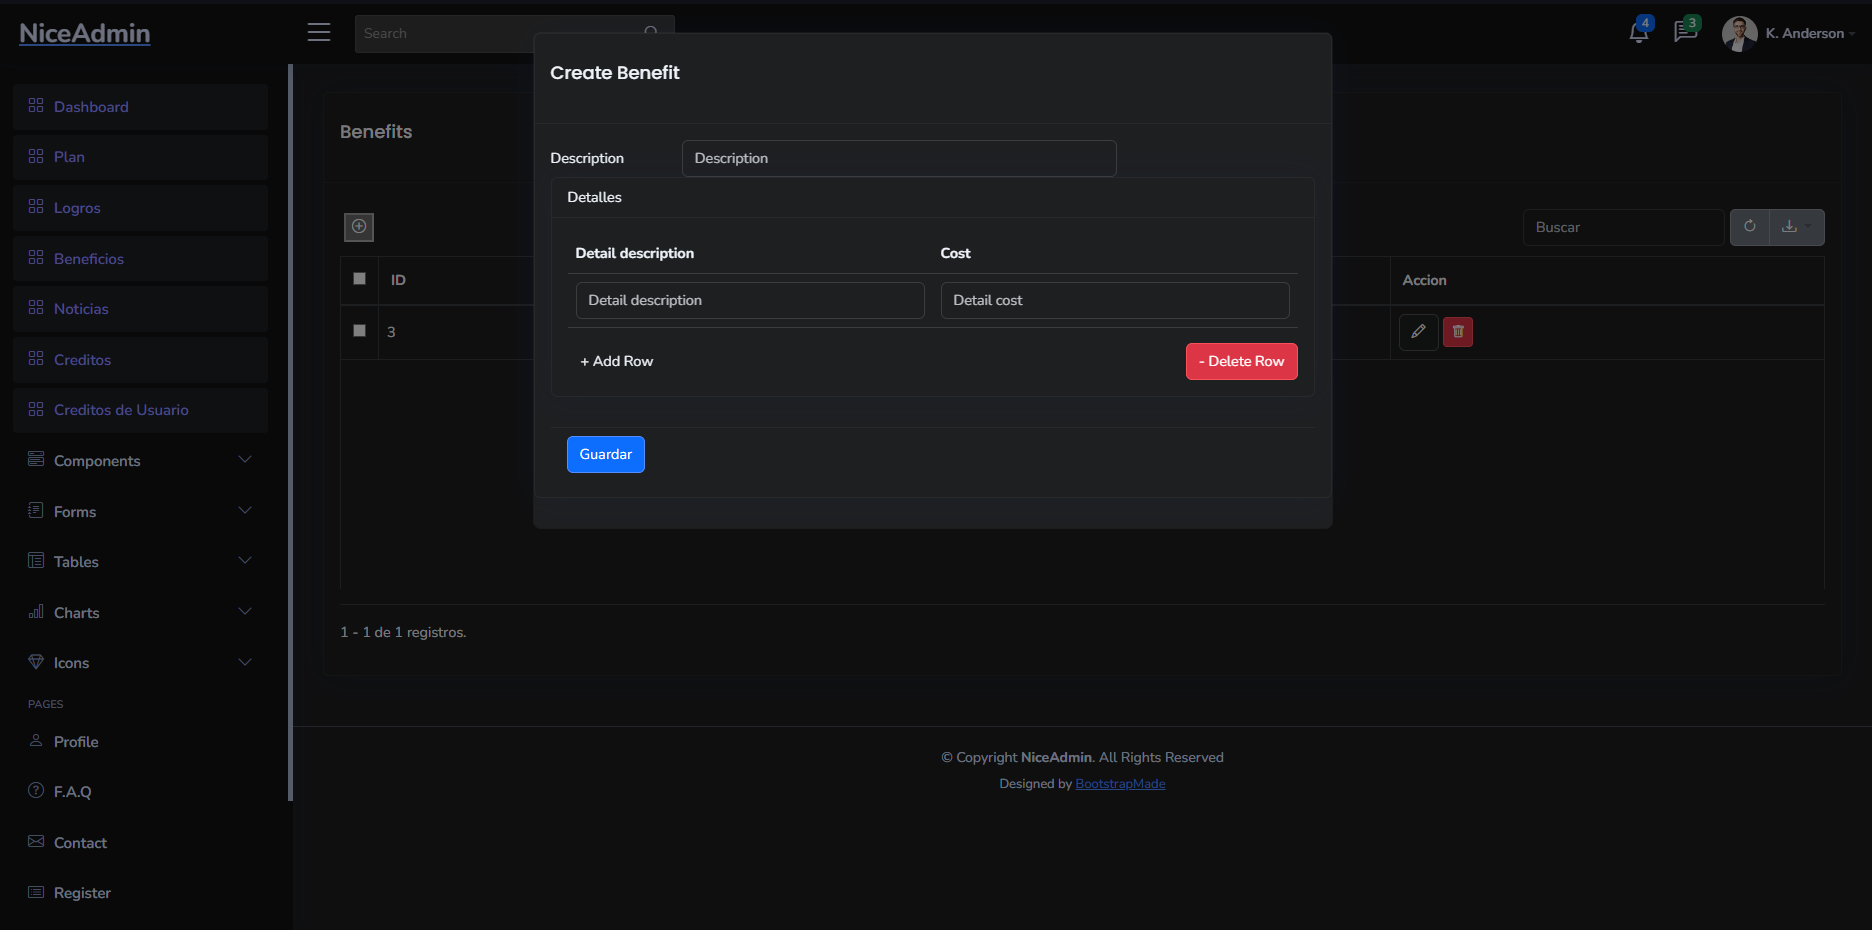 NiceAdmin
Search
4
3
K. Anderson
Dashboard
Plan
Logros
Beneficios
Noticias
Creditos
Creditos de Usuario
Components
Forms
Tables
Charts
Icons
PAGES
Profile
F.A.Q
Contact
Register
Benefits
Buscar
ID
Accion
3
1 - 1 de 1 registros.
Create Benefit
Description
Description
Detalles
Detail description
Cost
Detail description
Detail cost
+ Add Row
- Delete Row
Guardar
© Copyright NiceAdmin. All Rights Reserved
Designed by BootstrapMade